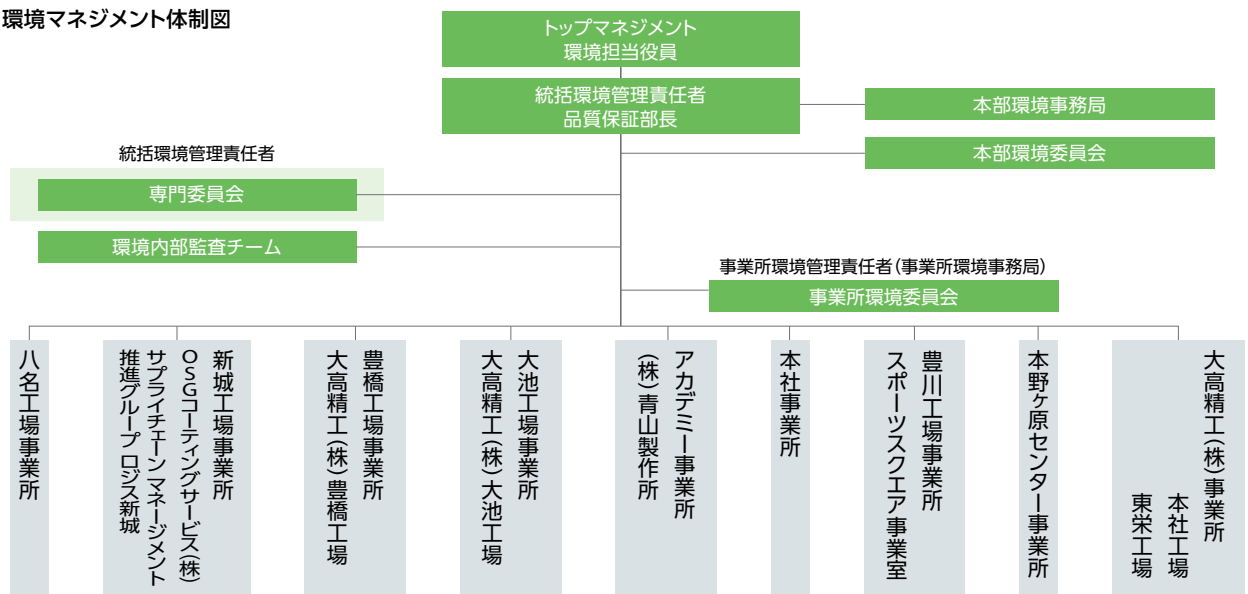 環境マネジメント体制図
トップマネジメント
環境担当役員
統括環境管理責任者
品質保証部長
本部環境事務局
本部環境委員会
統括環境管理責任者
専門委員会
環境内部監査チーム
事業所環境管理責任者(事業所環境事務局)
事業所環境委員会
八名工場事業所
新城工場事業所
OSGコーティングサービス(株)
サプライチェーン マネージメント
推進グループ ロジス新城
豊橋工場事業所
大高精工(株)豊橋工場
大池工場事業所
大高精工(株)大池工場
アカデミー事業所
(株)青山製作所
本社事業所
豊川工場事業所
スポーツスクエア事業室
本野ヶ原センター事業所
大高精工(株)事業所
本社工場
東栄工場